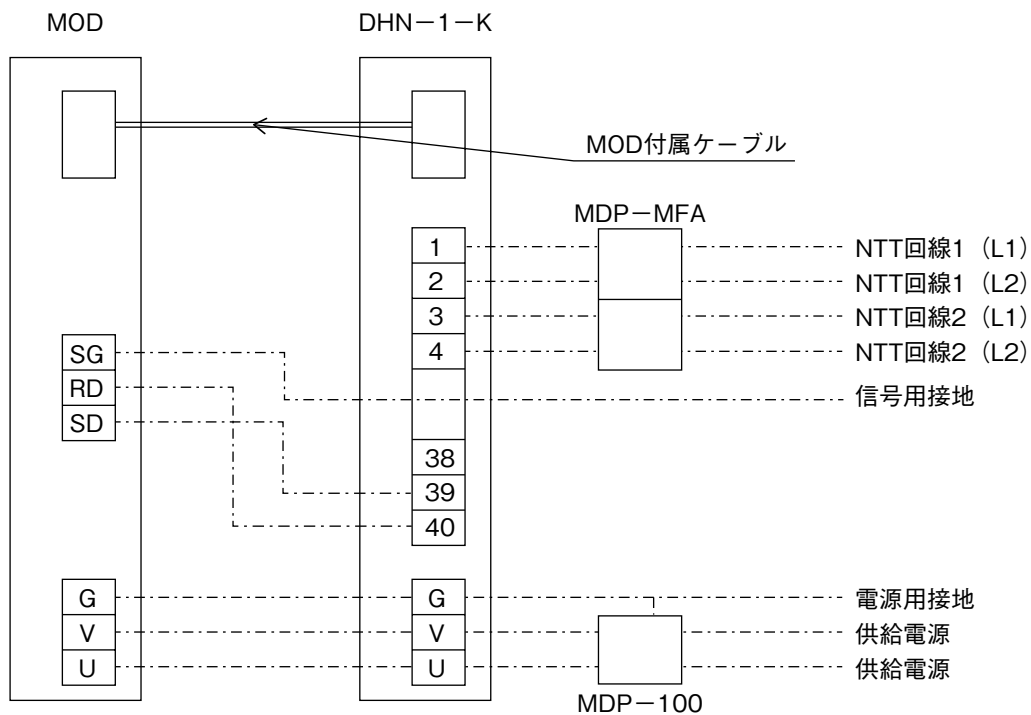 MOD
DHN－1－K
MOD付属ケーブル
MDP－MFA
1
NTT回線1（L1）
2
NTT回線1（L2）
3
NTT回線2（L1）
SG
4
NTT回線2（L2）
RD
信号用接地
SD
38
39
40
G
G
電源用接地
V
V
供給電源
U
U
供給電源
MDP－100